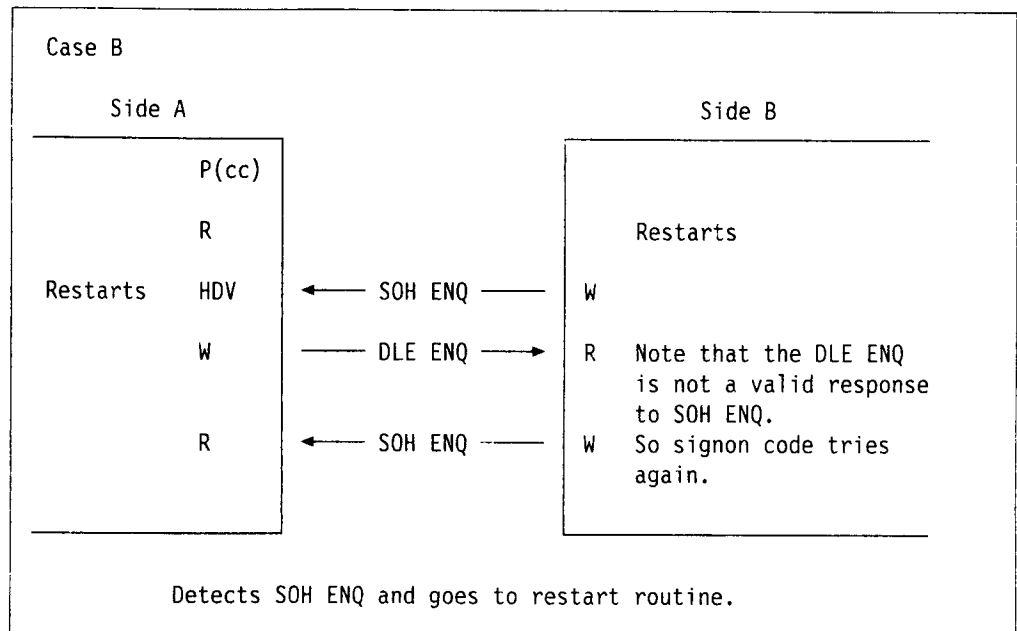 Case B
Side A Side B
P(cc)
R Restarts
Restarts HDV SOH ENQ W
W DLE ENQ R Note that the DLE ENQ
is not a valid response
to SOH ENQ.
R SOH ENQ W So signon code tries
again.
Detects SOH ENQ and goes to restart routine.